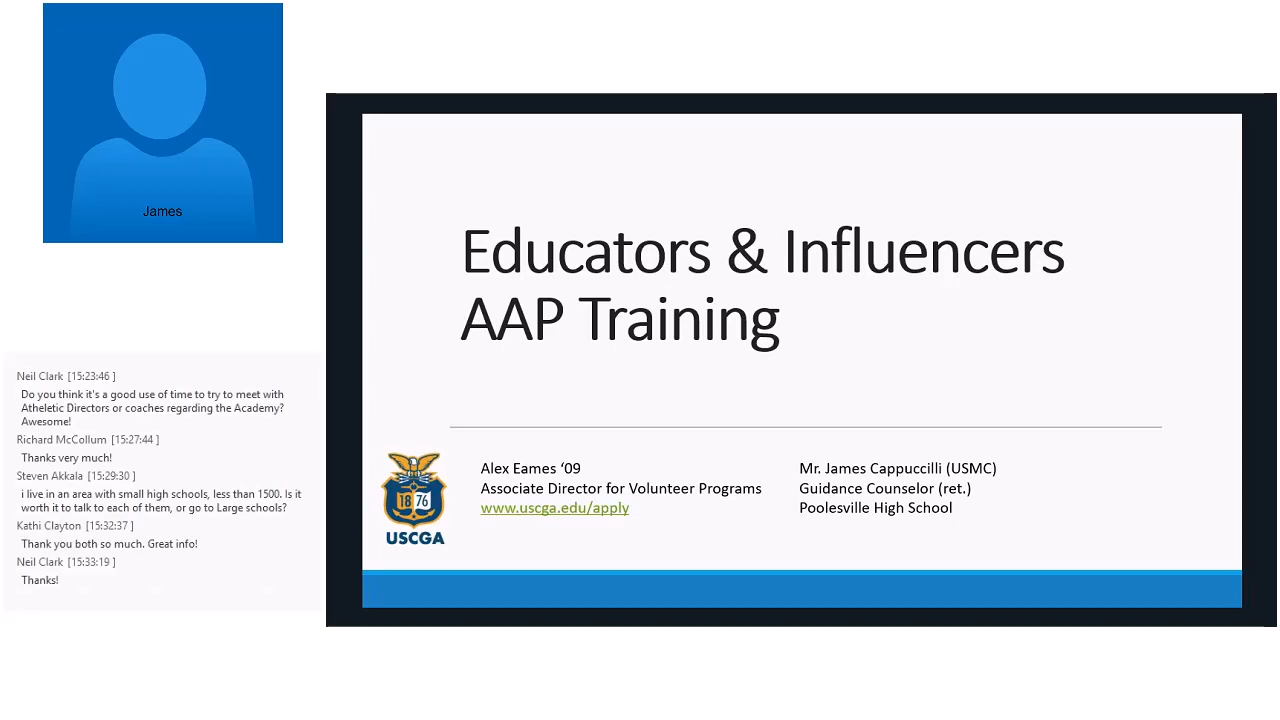 James
Educators & Influencers
AAP Training
18 76
USCGA
Alex Eames ‘09
Associate Director for Volunteer Programs
www.uscga.edu/apply
Mr. James Cappuccilli (USMC)
Guidance Counselor (ret.)
Poolesville High School
Neil Clark [15:23:46 ]
Do you think it's a good use of time to try to meet with
Atheletic Directors or coaches regarding the Academy?
Awesome!
Richard McCollum [15:27:44 ]
Thanks very much!
Steven Akkala [15:29:30 ]
i live in an area with small high schools, less than 1500. Is it
worth it to talk to each of them, or go to Large schools?
Kathi Clayton [15:32:37 ]
Thank you both so much. Great info!
Neil Clark [15:33:19 ]
Thanks!